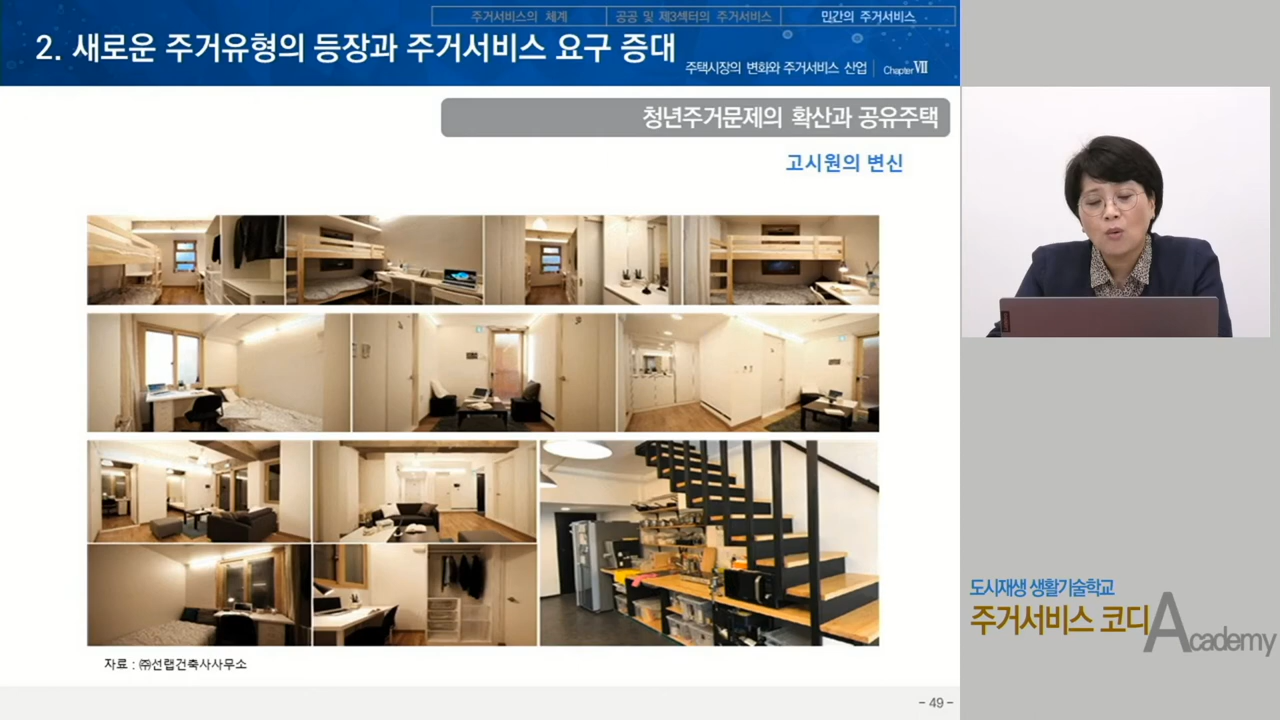 주거서비스의 체계
공공 및 제3섹터의 주거서비스
민간의 주거서비스
2. 새로운 주거유형의 등장과 주거서비스 요구 증대
주택시장의 변화와 주거서비스 산업
Chapter Ⅶ
청년주거문제의 확산과 공유주택
고시원의 변신
자료 : ㈜선랩건축사사무소
- 49 -
도시재생 생활기술학교
주거서비스 코디Academy